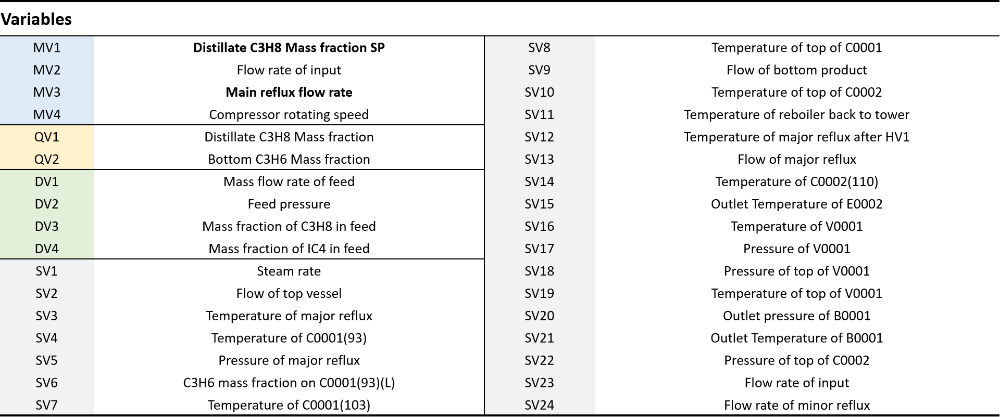 Variables
MV1 Distillate C3H8 Mass fraction SP SV8 Temperature of top of C0001
MV2 Flow rate of input SV9 Flow of bottom product
MV3 Main reflux flow rate SV10 Temperature of top of C0002
MV4 Compressor rotating speed SV11 Temperature of reboiler back to tower
QV1 Distillate C3H8 Mass fraction SV12 Temperature of major reflux after HV1
QV2 Bottom C3H6 Mass fraction SV13 Flow of major reflux
DV1 Mass flow rate of feed SV14 Temperature of C0002(110)
DV2 Feed pressure SV15 Outlet Temperature of E0002
DV3 Mass fraction of C3H8 in feed SV16 Temperature of V0001
DV4 Mass fraction of IC4 in feed SV17 Pressure of V0001
SV1 Steam rate SV18 Pressure of top of V0001
SV2 Flow of top vessel SV19 Temperature of top of V0001
SV3 Temperature of major reflux SV20 Outlet pressure of B0001
SV4 Temperature of C0001(93) SV21 Outlet Temperature of B0001
SV5 Pressure of major reflux SV22 Pressure of top of C0002
SV6 C3H6 mass fraction on C0001(93)(L) SV23 Flow rate of input
SV7 Temperature of C0001(103) SV24 Flow rate of minor reflux